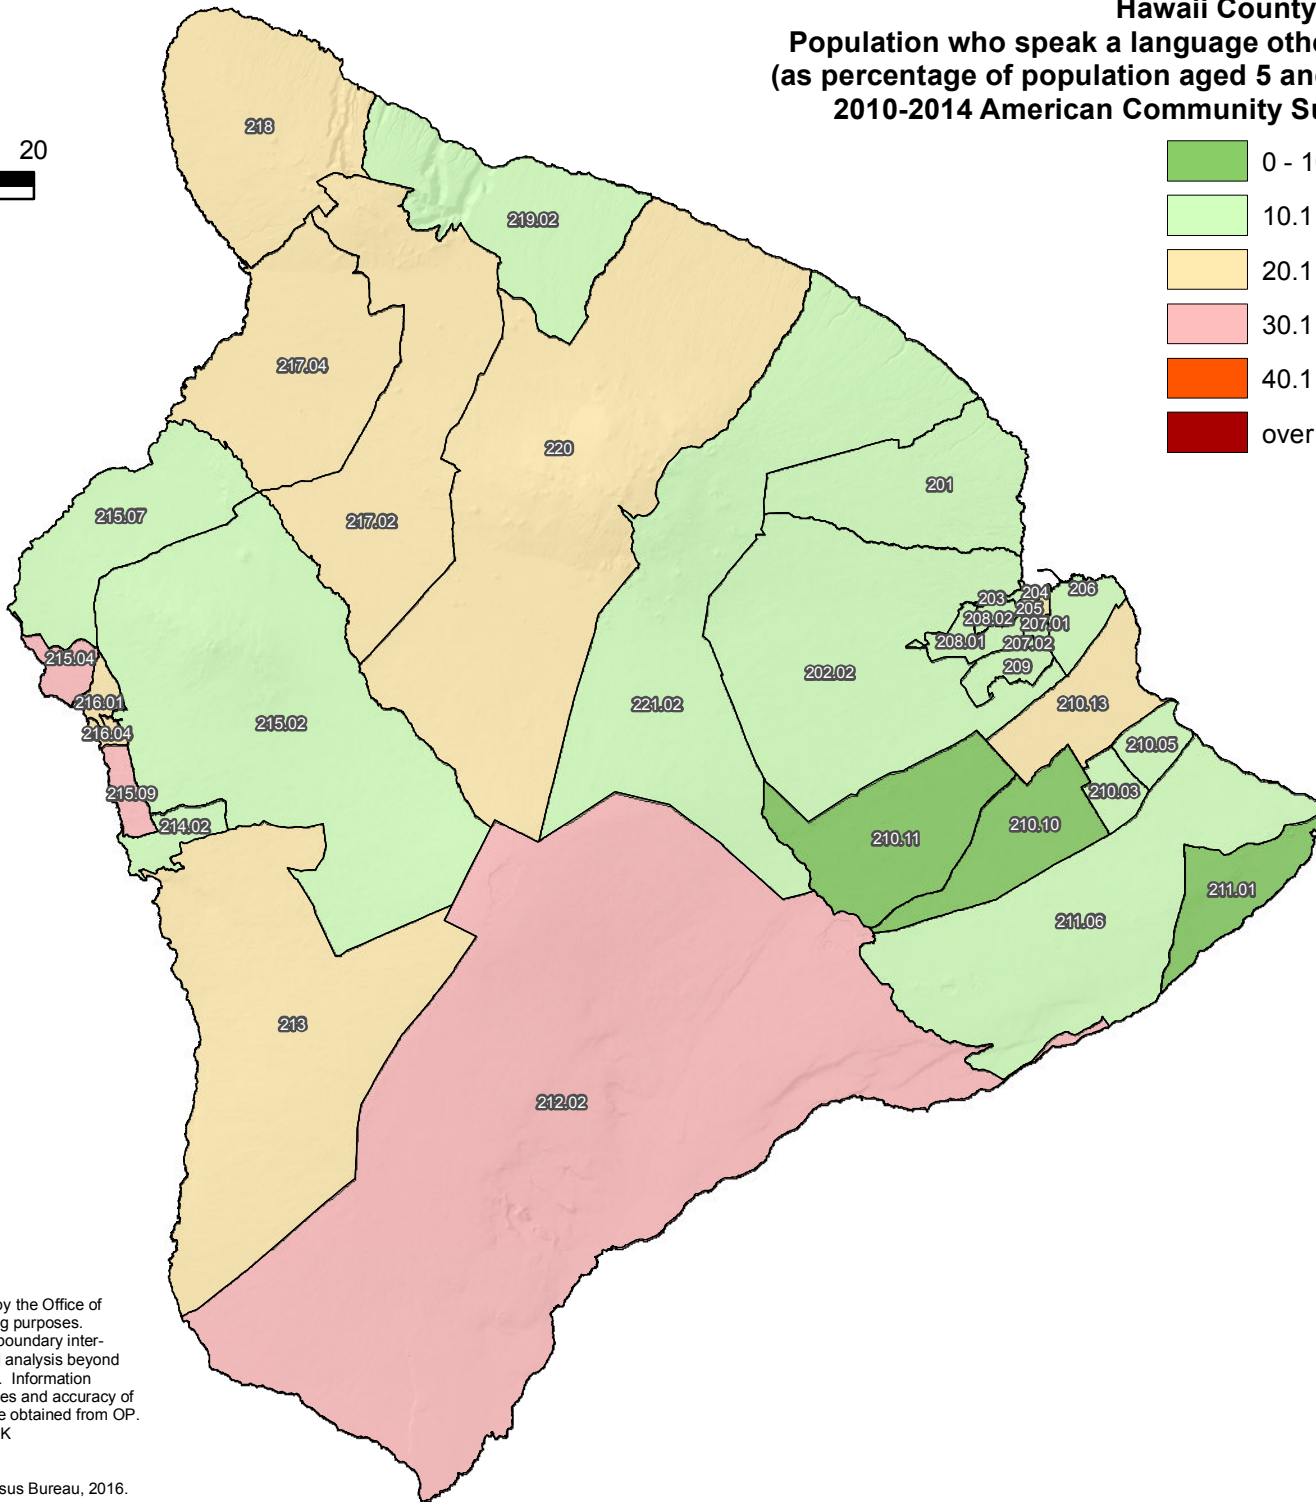 Hawaii County
Population who speak a language othe
(as percentage of population aged 5 an
2010-2014 American Community Su
20
0 - 1
10.1
20.1
30.1
40.1
over
218
219.02
217.04
220
201
215.07
217.02
203
204
206
205
208.02
207.01
208.01
207.02
209
215.04
202.02
216.01
221.02
210.13
215.02
216.04
210.05
215.09
210.03
214.02
210.11
210.10
211.01
211.06
213
212.02
by the Office of
g purposes.
boundary inter-
analysis beyond
. Information
es and accuracy of
e obtained from OP.
K
sus Bureau, 2016.